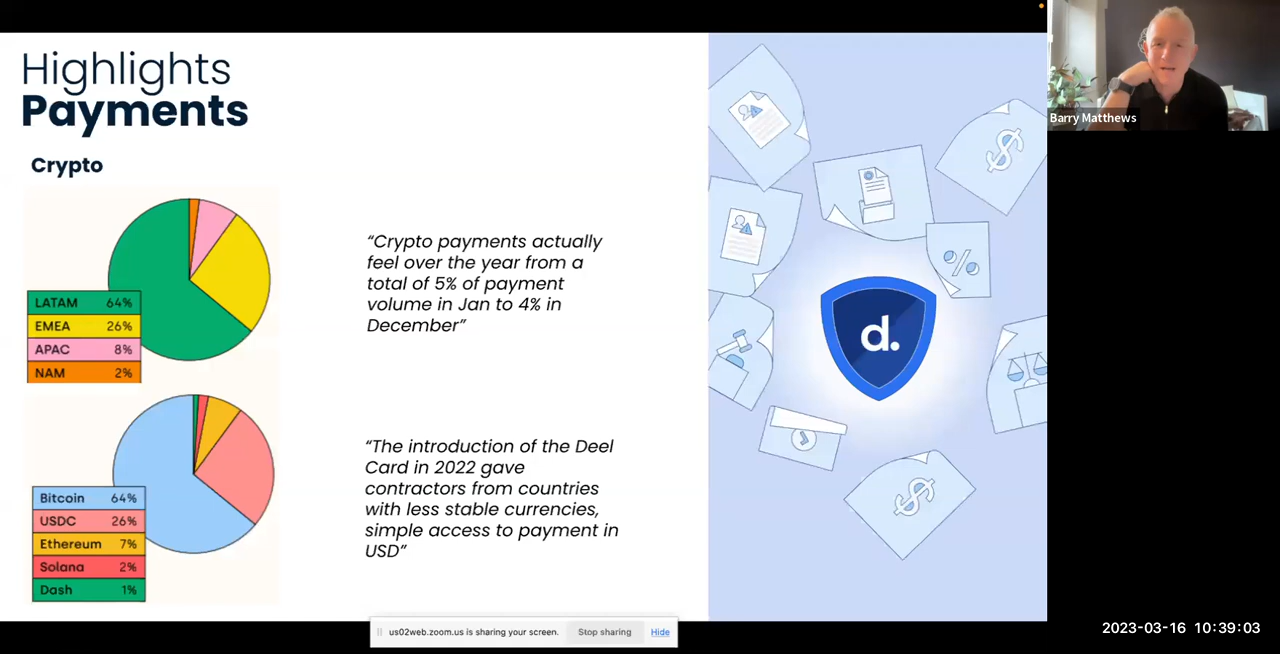 Highlights
Payments
Crypto
LATAM 64%
EMEA 26%
APAC 8%
NAM 2%
“Crypto payments actually
feel over the year from a
total of 5% of payment
volume in Jan to 4% in
December”
Bitcoin 64%
USDC 26%
Ethereum 7%
Solana 2%
Dash 1%
“The introduction of the Deel
Card in 2022 gave
contractors from countries
with less stable currencies,
simple access to payment in
USD”
$
%
d.
$
Barry Matthews
us02web.zoom.us is sharing your screen. Stop sharing Hide
2023-03-16 10:39:03